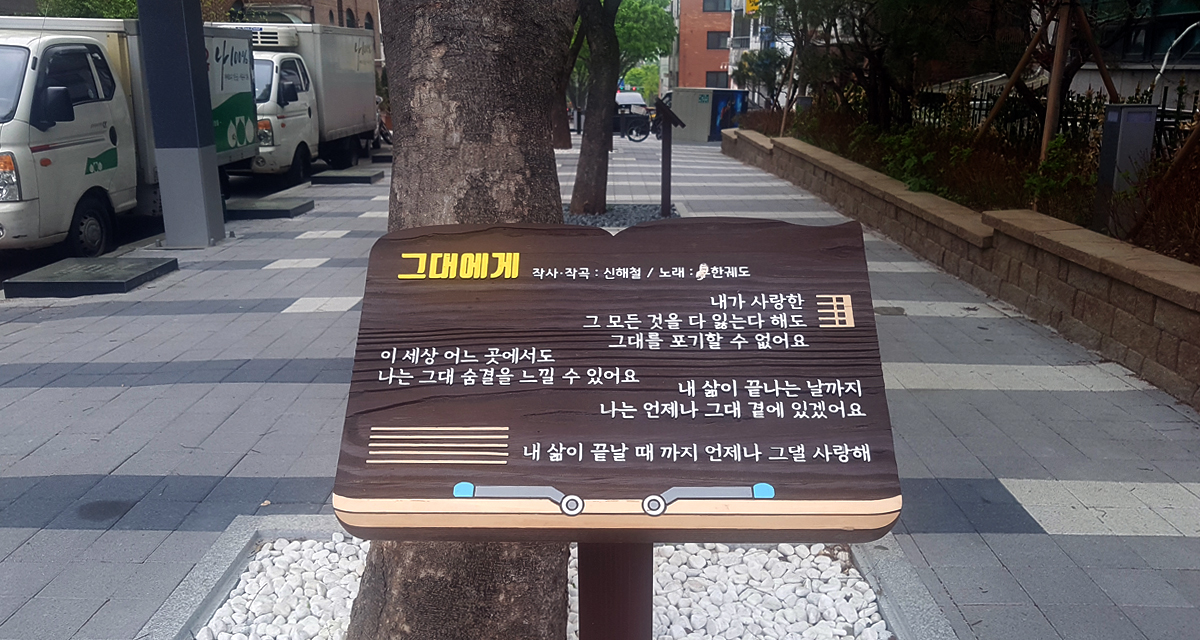 그대에게 작사·작곡 : 신해철 / 노래 : 한궤도
내가 사랑한
그 모든 것을 다 잃는다 해도
그대를 포기할 수 없어요
이 세상 어느 곳에서도
나는 그대 숨결을 느낄 수 있어요
내 삶이 끝나는 날까지
나는 언제나 그대 곁에 있겠어요
내 삶이 끝날 때 까지 언제나 그댈 사랑해
100%